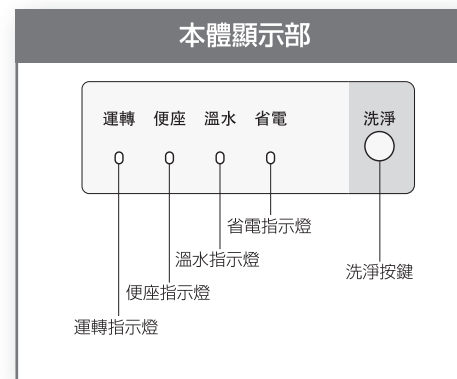 本體顯示部
運轉 便座 溫水 省電 洗淨
省電指示燈
溫水指示燈
洗淨按鍵
便座指示燈
運轉指示燈